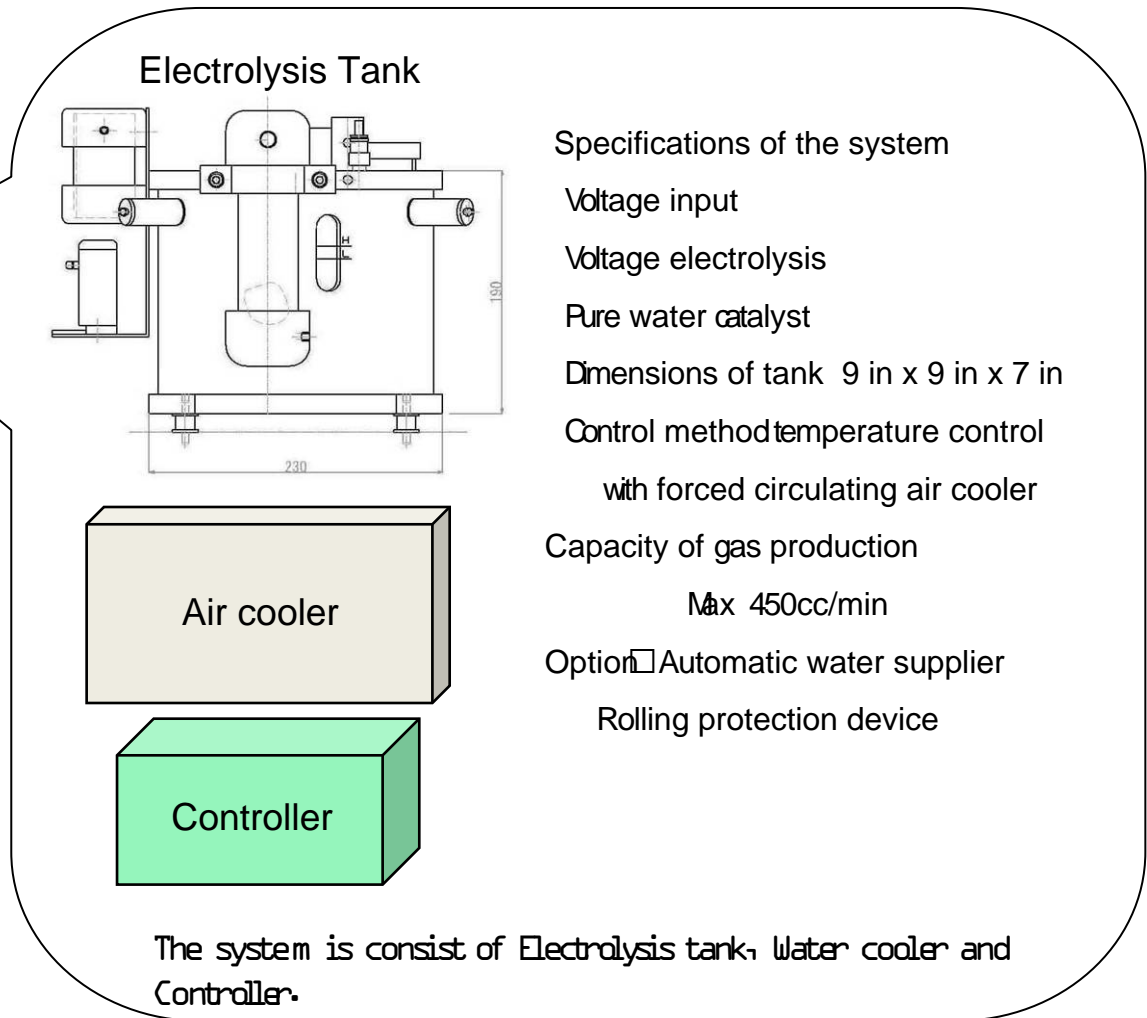 Electrolysis Tank
H
L
190
230
Specifications of the system
Voltage input
Voltage electrolysis
Pure water catalyst
Dimensions of tank 9 in x 9 in x 7 in
Control method temperature control
with forced circulating air cooler
Capacity of gas production
Max 450cc/min
Option□Automatic water supplier
Rolling protection device
Air cooler
Controller
The system is consist of Electrolysis tank, Water cooler and
Controller.